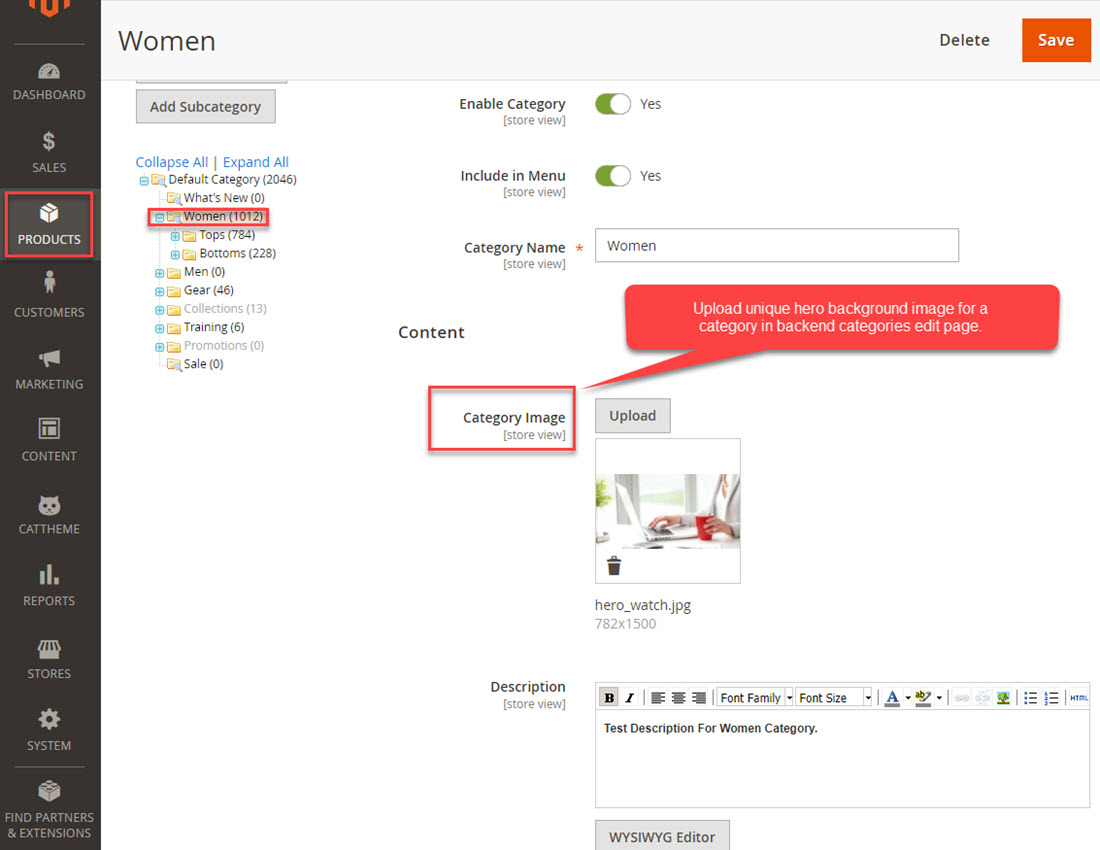 Women
Delete
Save
DASHBOARD
SALES
PRODUCTS
CUSTOMERS
MARKETING
CONTENT
CATTHEME
REPORTS
STORES
SYSTEM
FIND PARTNERS
& EXTENSIONS
Add Subcategory
Collapse All | Expand All
Default Category (2046)
What's New (0)
Women (1012)
Tops (784)
Bottoms (228)
Men (0)
Gear (46)
Collections (13)
Training (6)
Promotions (0)
Sale (0)
Enable Category
[store view]
Yes
Include in Menu
[store view]
Yes
Category Name *
[store view]
Women
Content
Upload unique hero background image for a
category in backend categories edit page.
Category Image
[store view]
Upload
hero_watch.jpg
782x1500
Description
[store view]
B I Font Family Font Size A ab HTML
Test Description For Women Category.
WYSIWYG Editor